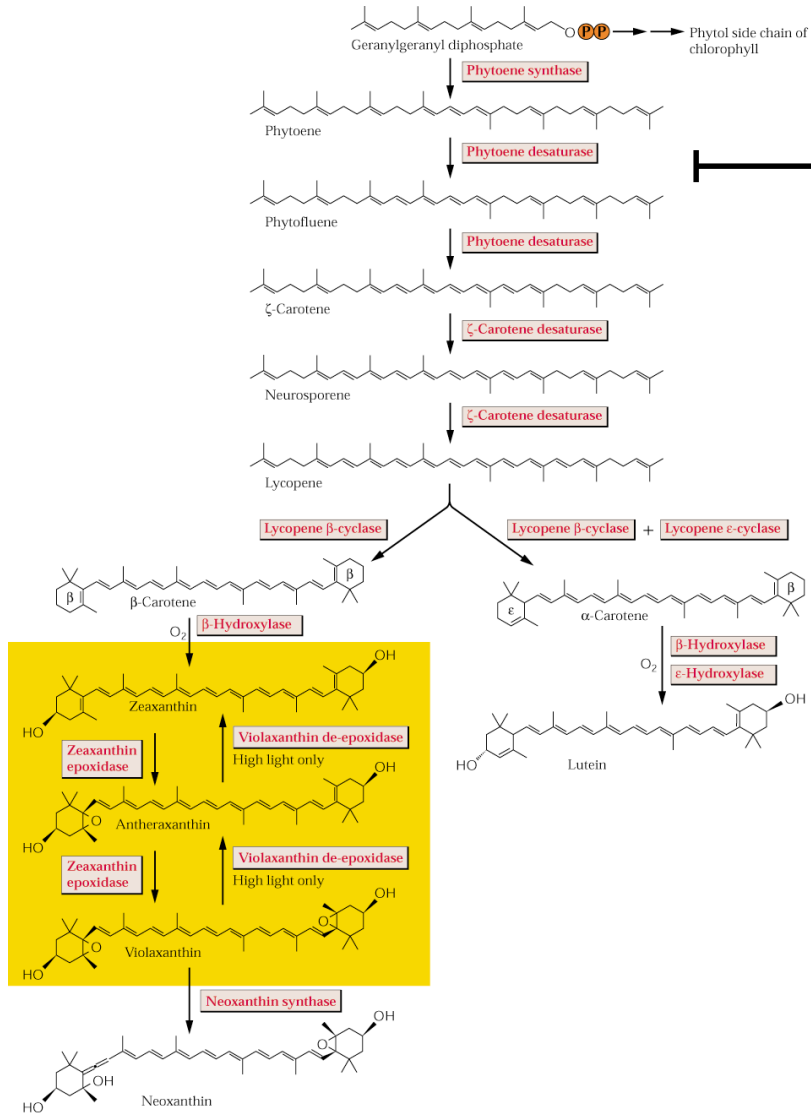 O P P
Phytol side chain of
chlorophyll
Geranylgeranyl diphosphate
Phytoene synthase
Phytoene
Phytoene desaturase
Phytofluene
Phytoene desaturase
ζ-Carotene
ζ-Carotene desaturase
Neurosporene
ζ-Carotene desaturase
Lycopene
Lycopene β-cyclase
Lycopene β-cyclase + Lycopene ε-cyclase
β
β
β-Carotene
ε
β
α-Carotene
O2
β-Hydroxylase
O2
β-Hydroxylase
ε-Hydroxylase
OH
HO
Zeaxanthin
OH
HO
Lutein
Zeaxanthin
epoxidase
Violaxanthin de-epoxidase
High light only
OH
O
HO
Antheraxanthin
Zeaxanthin
epoxidase
Violaxanthin de-epoxidase
High light only
OH
O
O
HO
Violaxanthin
Neoxanthin synthase
OH
O
OH
HO
Neoxanthin